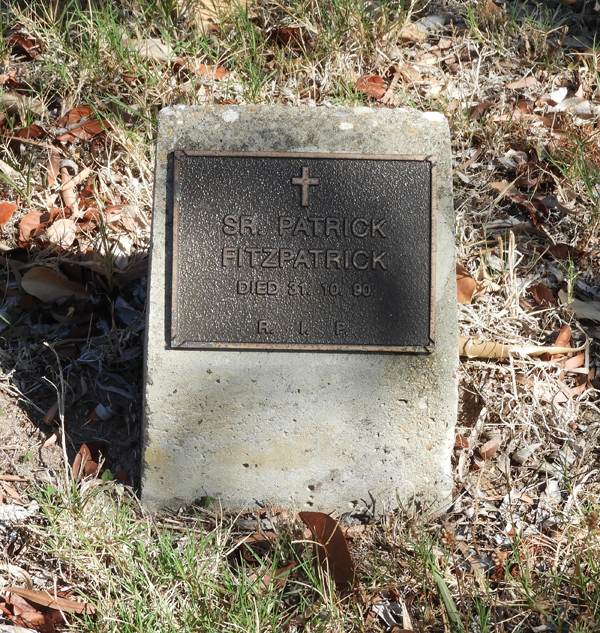 SR. PATRICK
FITZPATRICK
DIED 31. 10. 90
R. I. P.